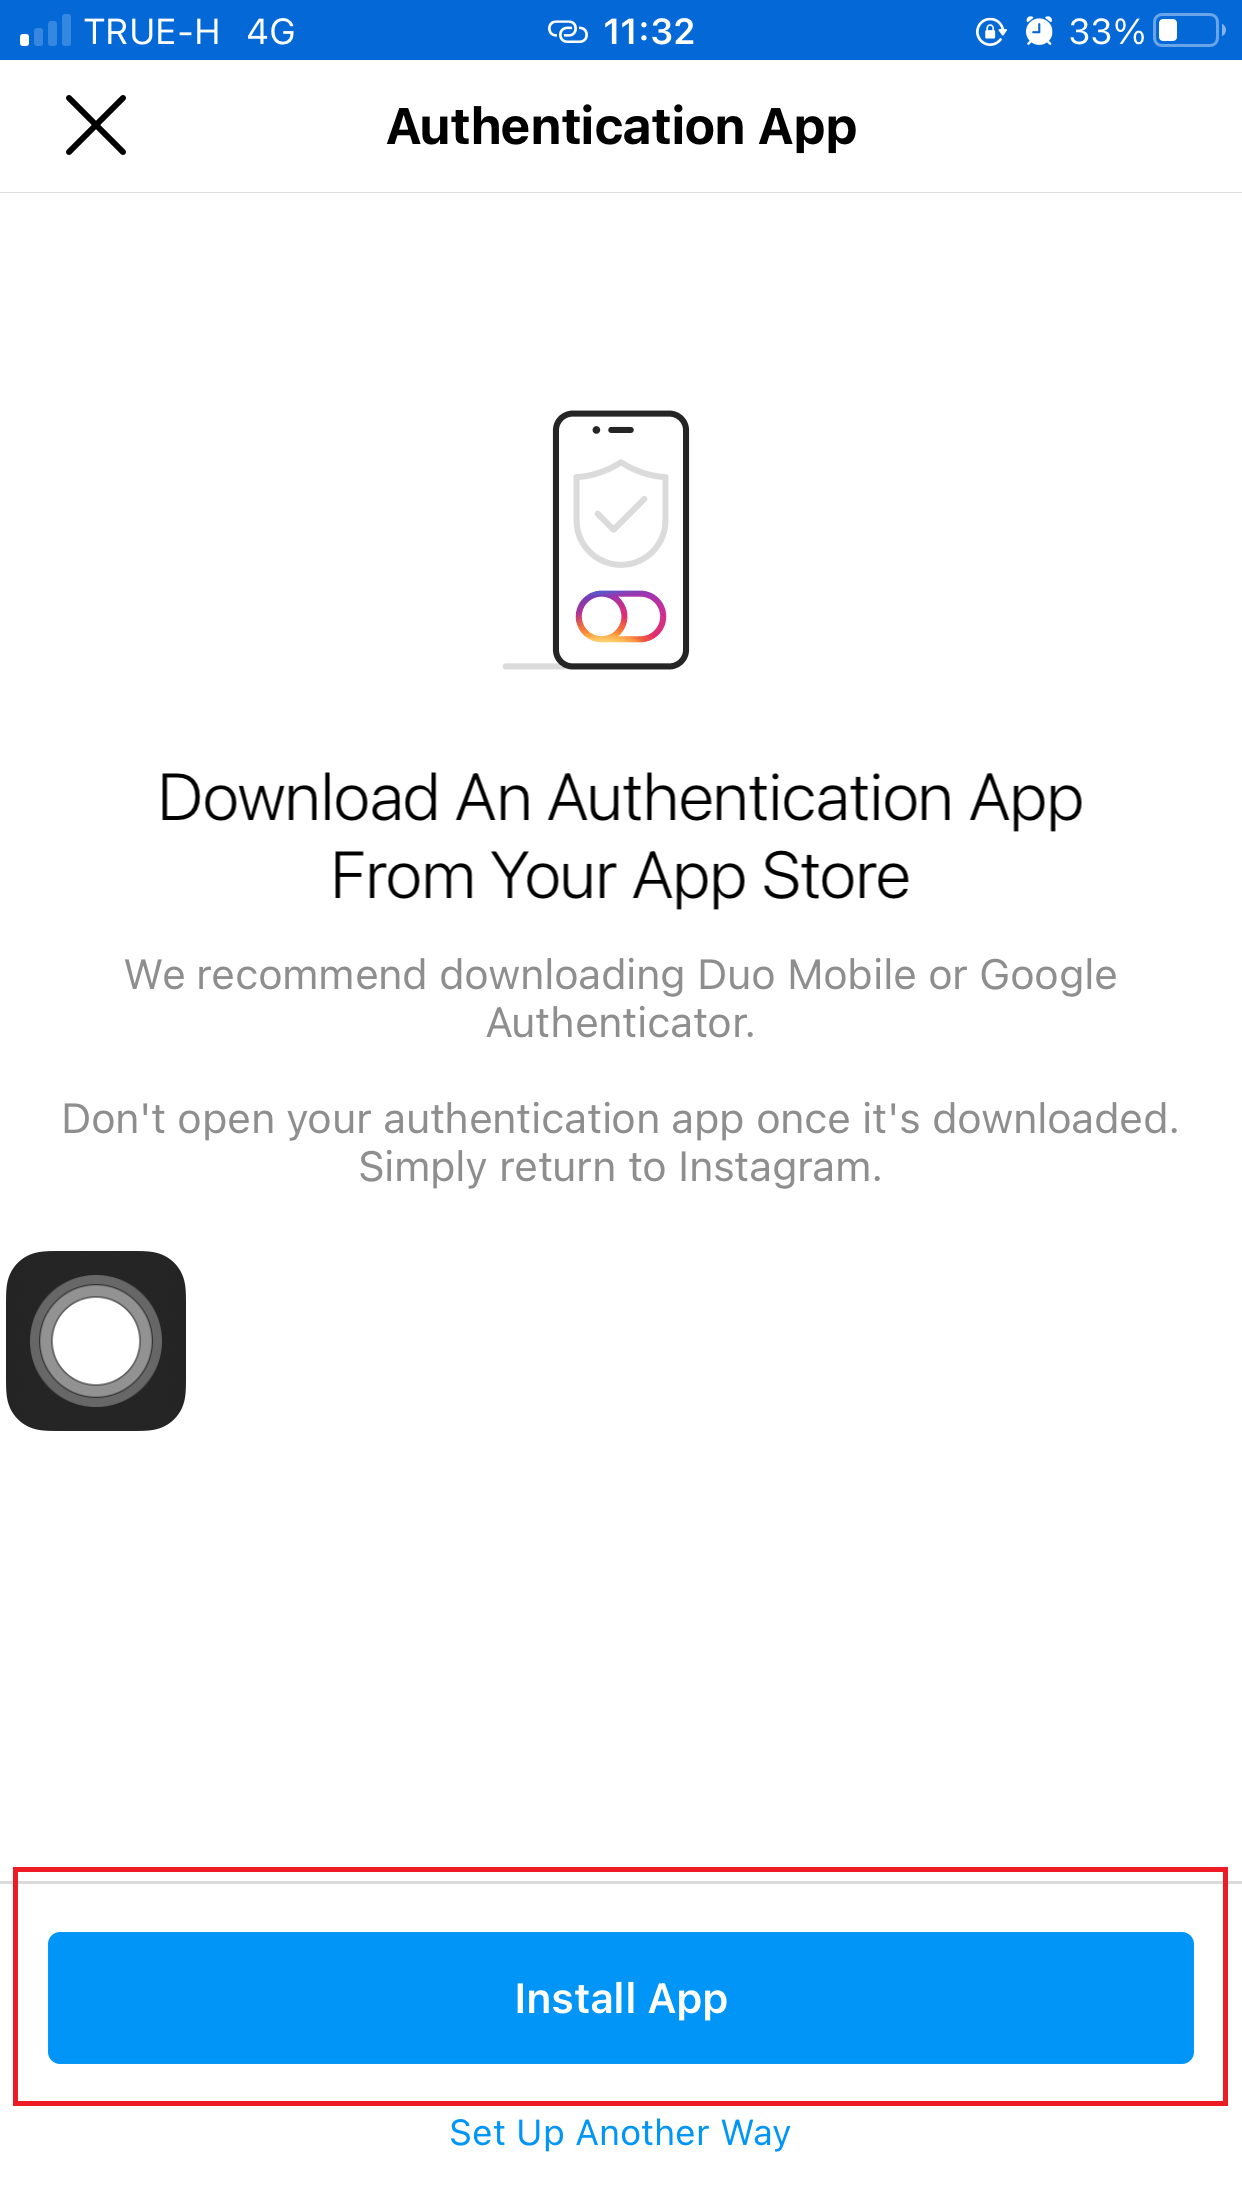 TRUE-H 4G 11:32 33%
Authentication App
Download An Authentication App
From Your App Store
We recommend downloading Duo Mobile or Google
Authenticator.
Don't open your authentication app once it's downloaded.
Simply return to Instagram.
Install App
Set Up Another Way